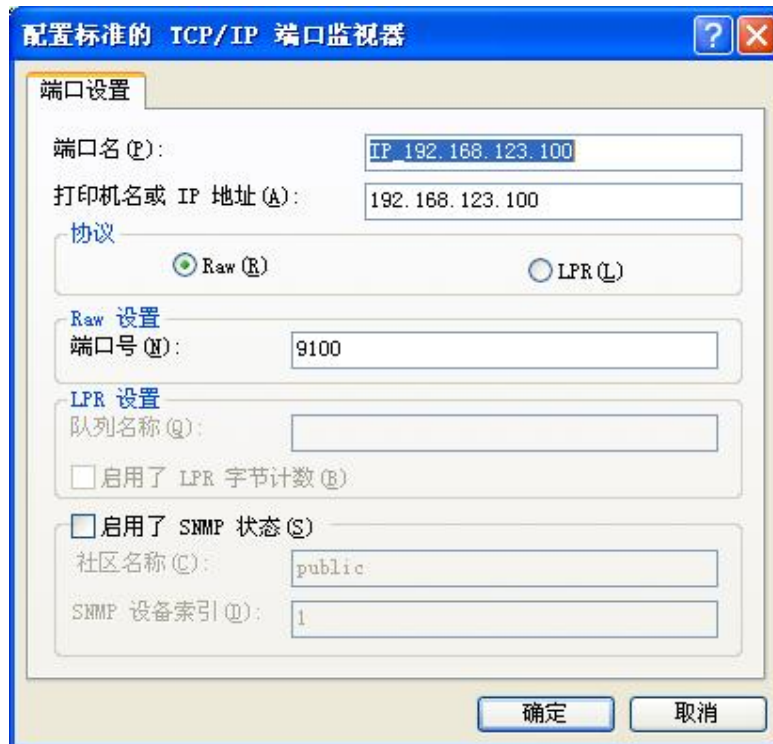 配置标准的 TCP/IP 端口监视器
端口设置
端口名(P):
IP_192.168.123.100
打印机名或 IP 地址(A):
192.168.123.100
协议
Raw(R)
LPR(L)
Raw 设置
端口号(N):
9100
LPR 设置
队列名称(Q):
启用了 LPR 字节计数(B)
启用了 SNMP 状态(S)
社区名称(C):
public
SNMP 设备索引(D):
1
确定
取消